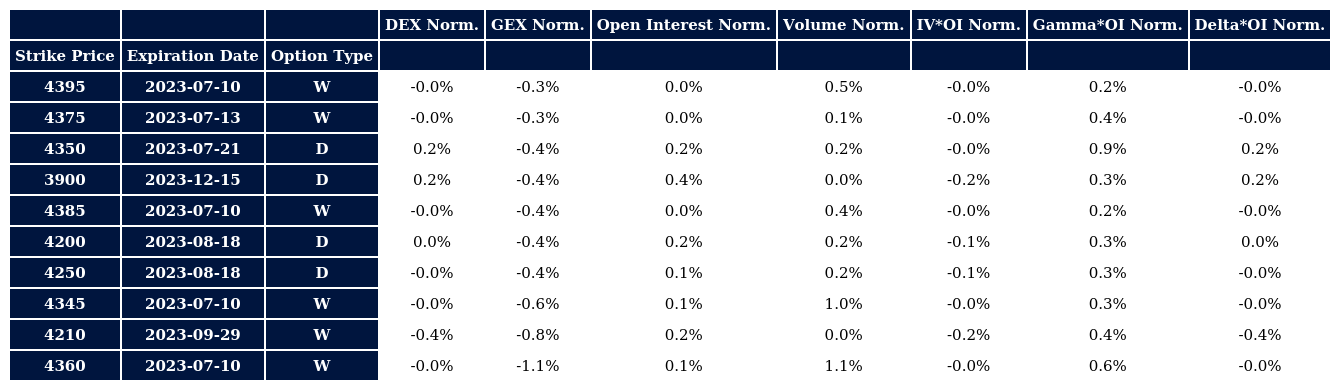 DEX Norm. GEX Norm. Open Interest Norm. Volume Norm. IV*OI Norm. Gamma*OI Norm. Delta*OI Norm.
Strike Price Expiration Date Option Type
4395 2023-07-10 W -0.0% -0.3% 0.0% 0.5% -0.0% 0.2% -0.0%
4375 2023-07-13 W -0.0% -0.3% 0.0% 0.1% -0.0% 0.4% -0.0%
4350 2023-07-21 D 0.2% -0.4% 0.2% 0.2% -0.0% 0.9% 0.2%
3900 2023-12-15 D 0.2% -0.4% 0.4% 0.0% -0.2% 0.3% 0.2%
4385 2023-07-10 W -0.0% -0.4% 0.0% 0.4% -0.0% 0.2% -0.0%
4200 2023-08-18 D 0.0% -0.4% 0.2% 0.2% -0.1% 0.3% 0.0%
4250 2023-08-18 D -0.0% -0.4% 0.1% 0.2% -0.1% 0.3% -0.0%
4345 2023-07-10 W -0.0% -0.6% 0.1% 1.0% -0.0% 0.3% -0.0%
4210 2023-09-29 W -0.4% -0.8% 0.2% 0.0% -0.2% 0.4% -0.4%
4360 2023-07-10 W -0.0% -1.1% 0.1% 1.1% -0.0% 0.6% -0.0%